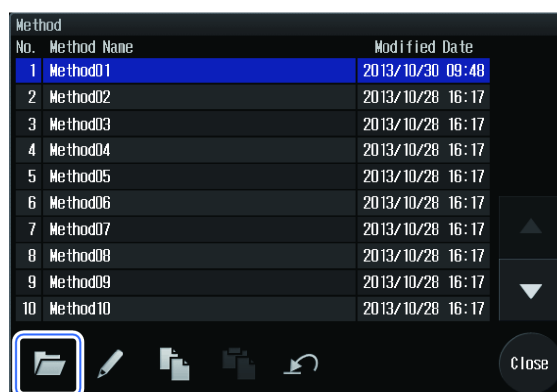 Method
No. Method Name Modified Date
1 Method01 2013/10/30 09:48
2 Method02 2013/10/28 16:17
3 Method03 2013/10/28 16:17
4 Method04 2013/10/28 16:17
5 Method05 2013/10/28 16:17
6 Method06 2013/10/28 16:17
7 Method07 2013/10/28 16:17
8 Method08 2013/10/28 16:17
9 Method09 2013/10/28 16:17
10 Method10 2013/10/28 16:17
Close